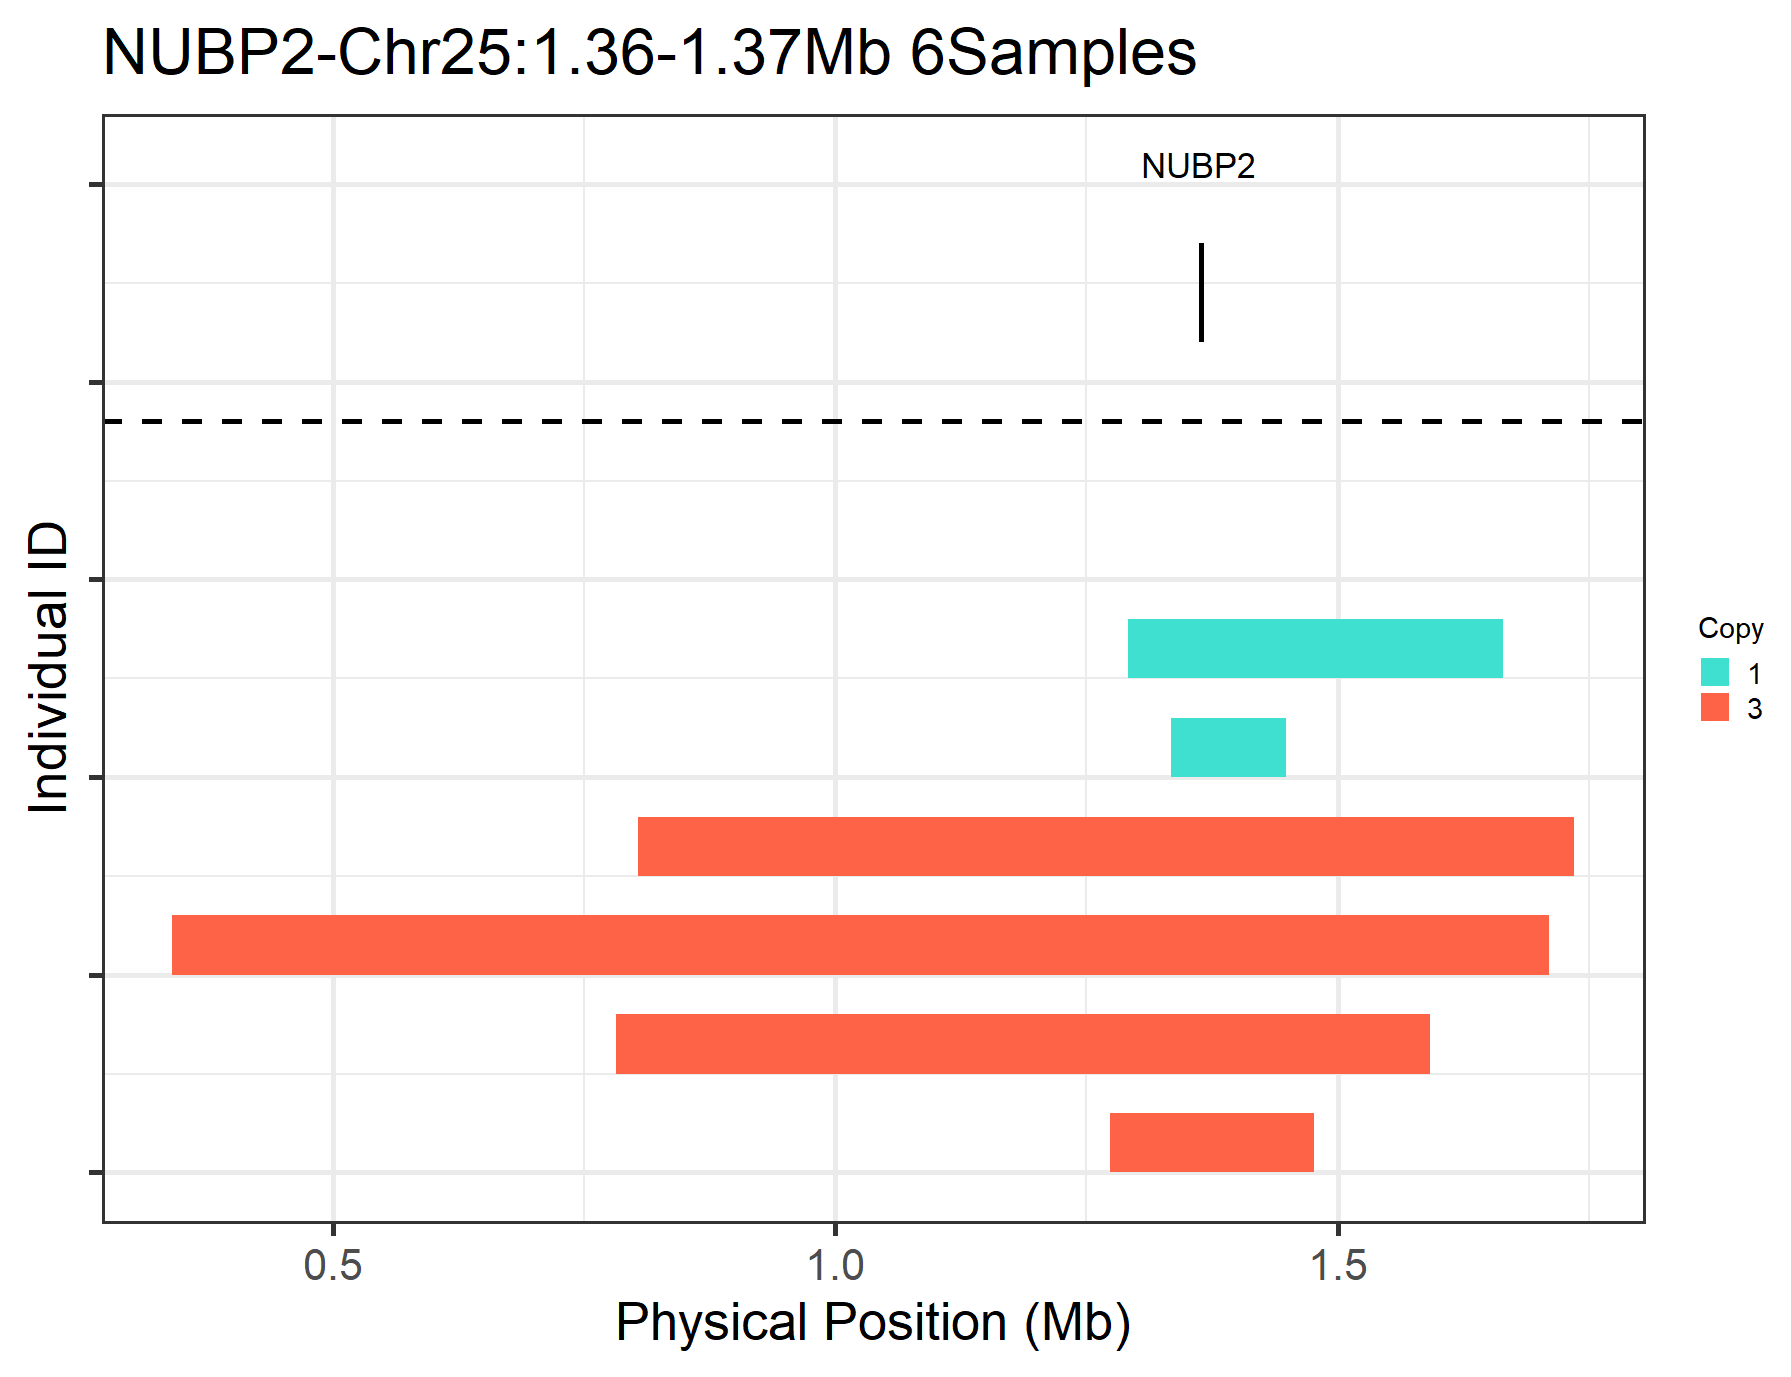 NUBP2-Chr25:1.36-1.37Mb 6Samples
NUBP2
Individual ID
Copy
1
3
0.5 1.0 1.5
Physical Position (Mb)